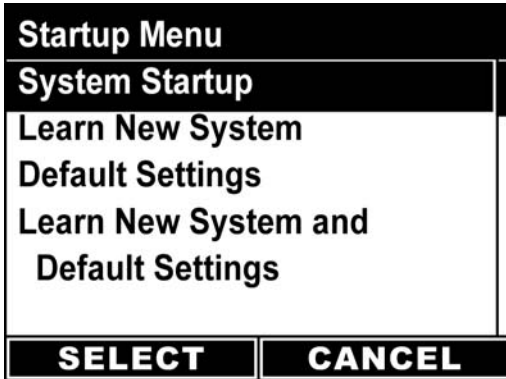 Startup Menu
System Startup
Learn New System
Default Settings
Learn New System and
Default Settings
SELECT CANCEL